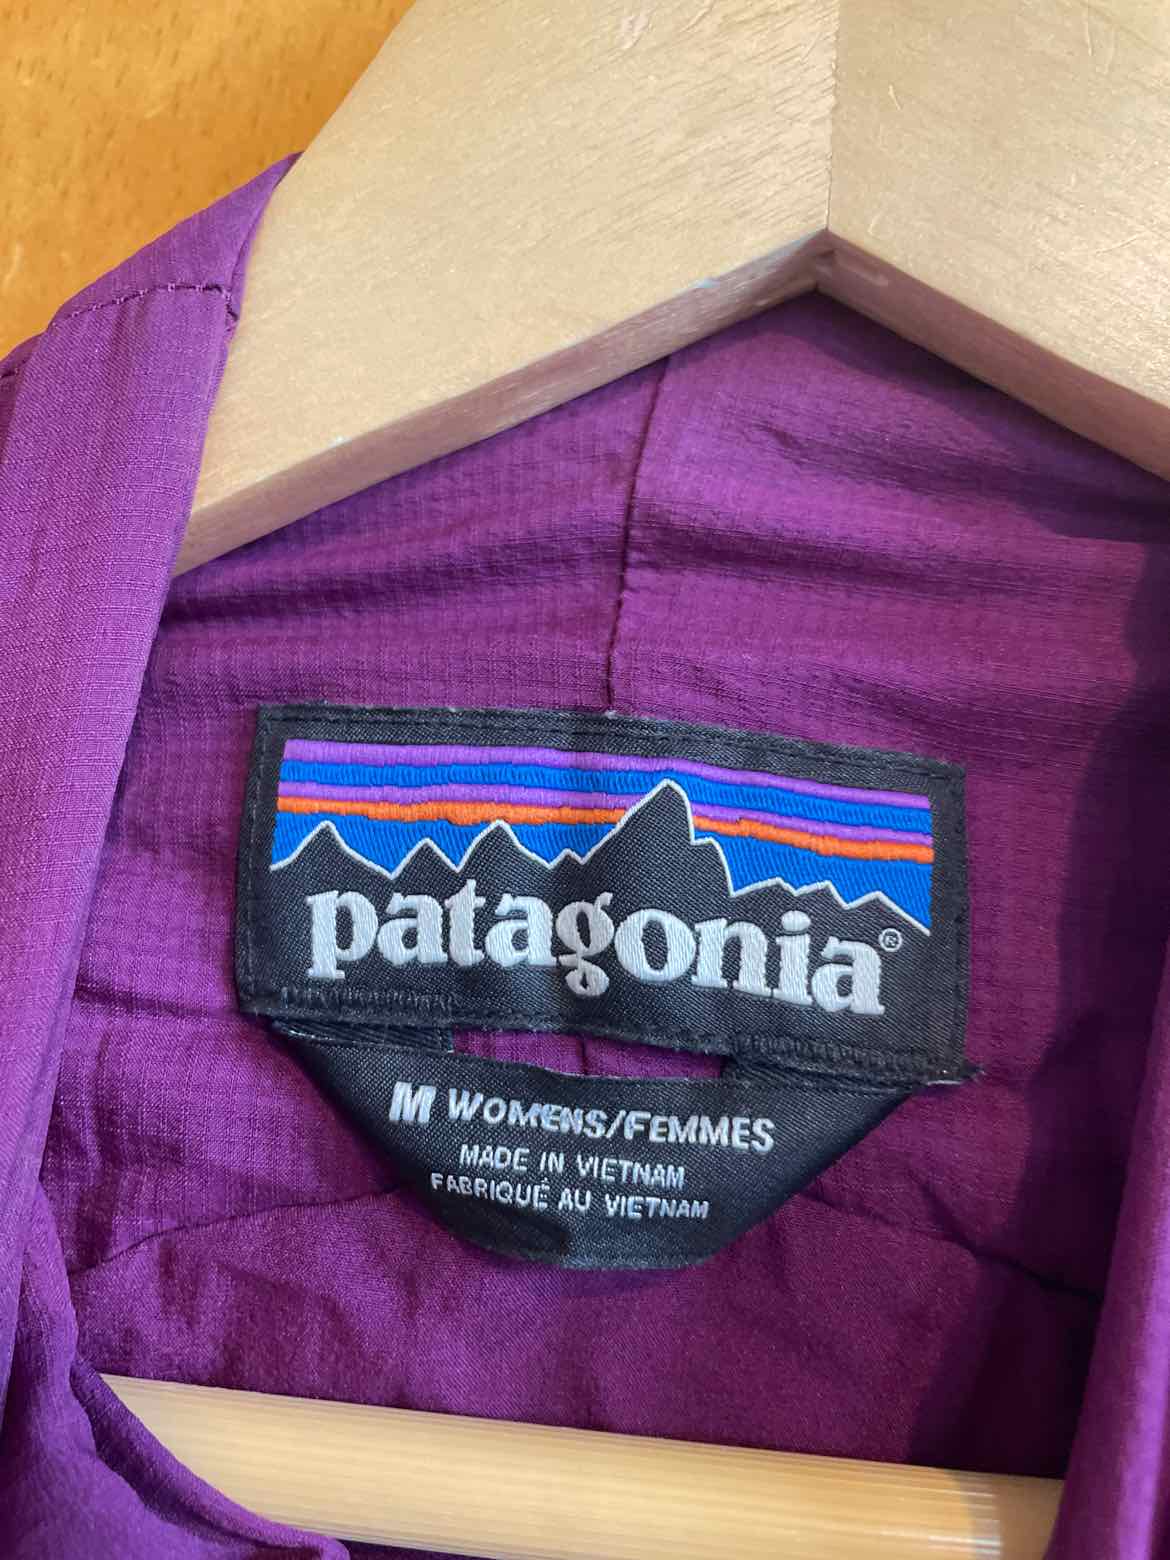 patagonia®
M WOMENS/FEMMES
MADE IN VIETNAM
FABRIQUÉ AU VIETNAM